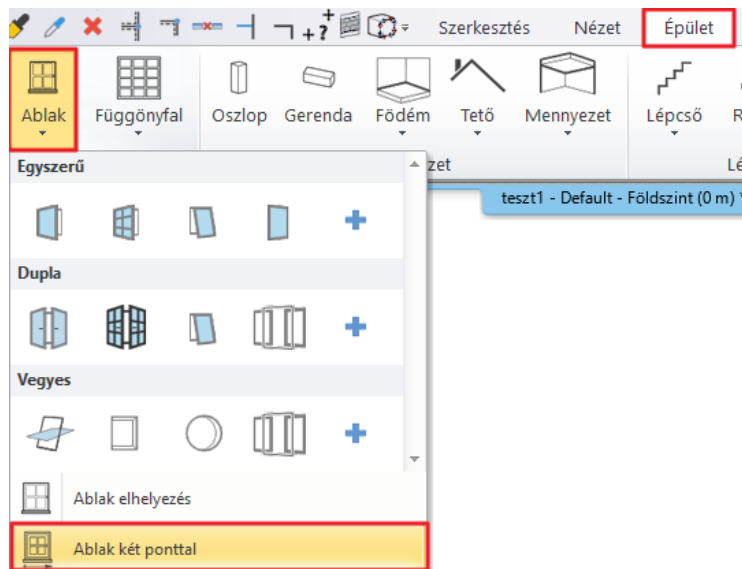 Szerkesztés Nézet Épület
Ablak Függönyfal Oszlop Gerenda Födém Tető Mennyezet Lépcső R
Egyszerű
zet Lé
teszt1 - Default - Földszint (0 m) *
Dupla
Vegyes
Ablak elhelyezés
Ablak két ponttal